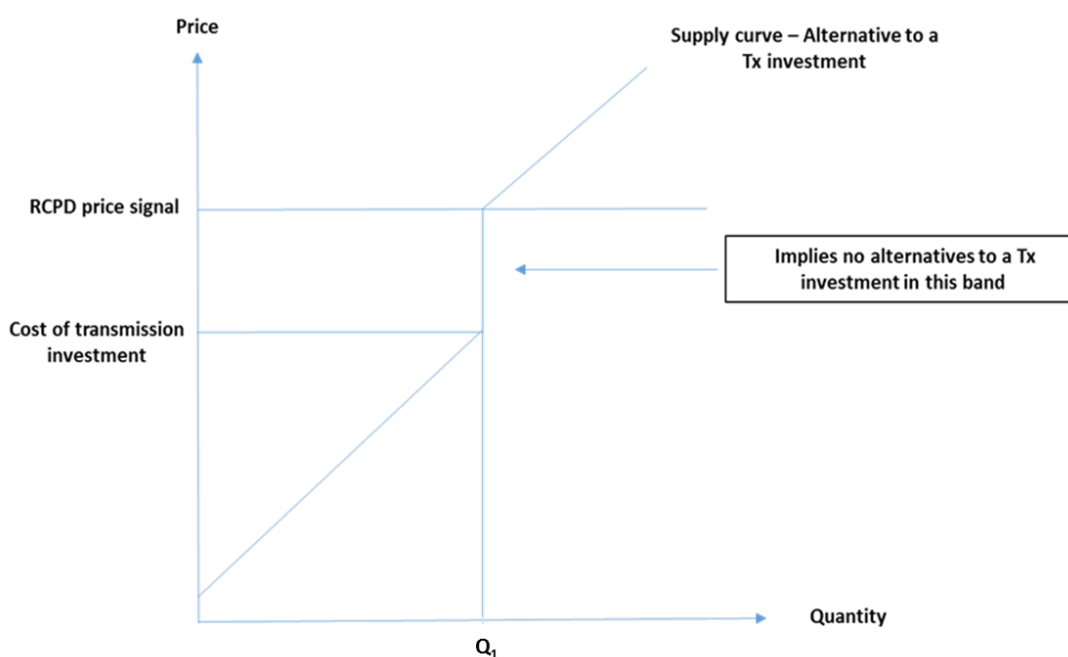 Price
Supply curve – Alternative to a
Tx investment
RCPD price signal
Implies no alternatives to a Tx
investment in this band
Cost of transmission
investment
Quantity
Q₁